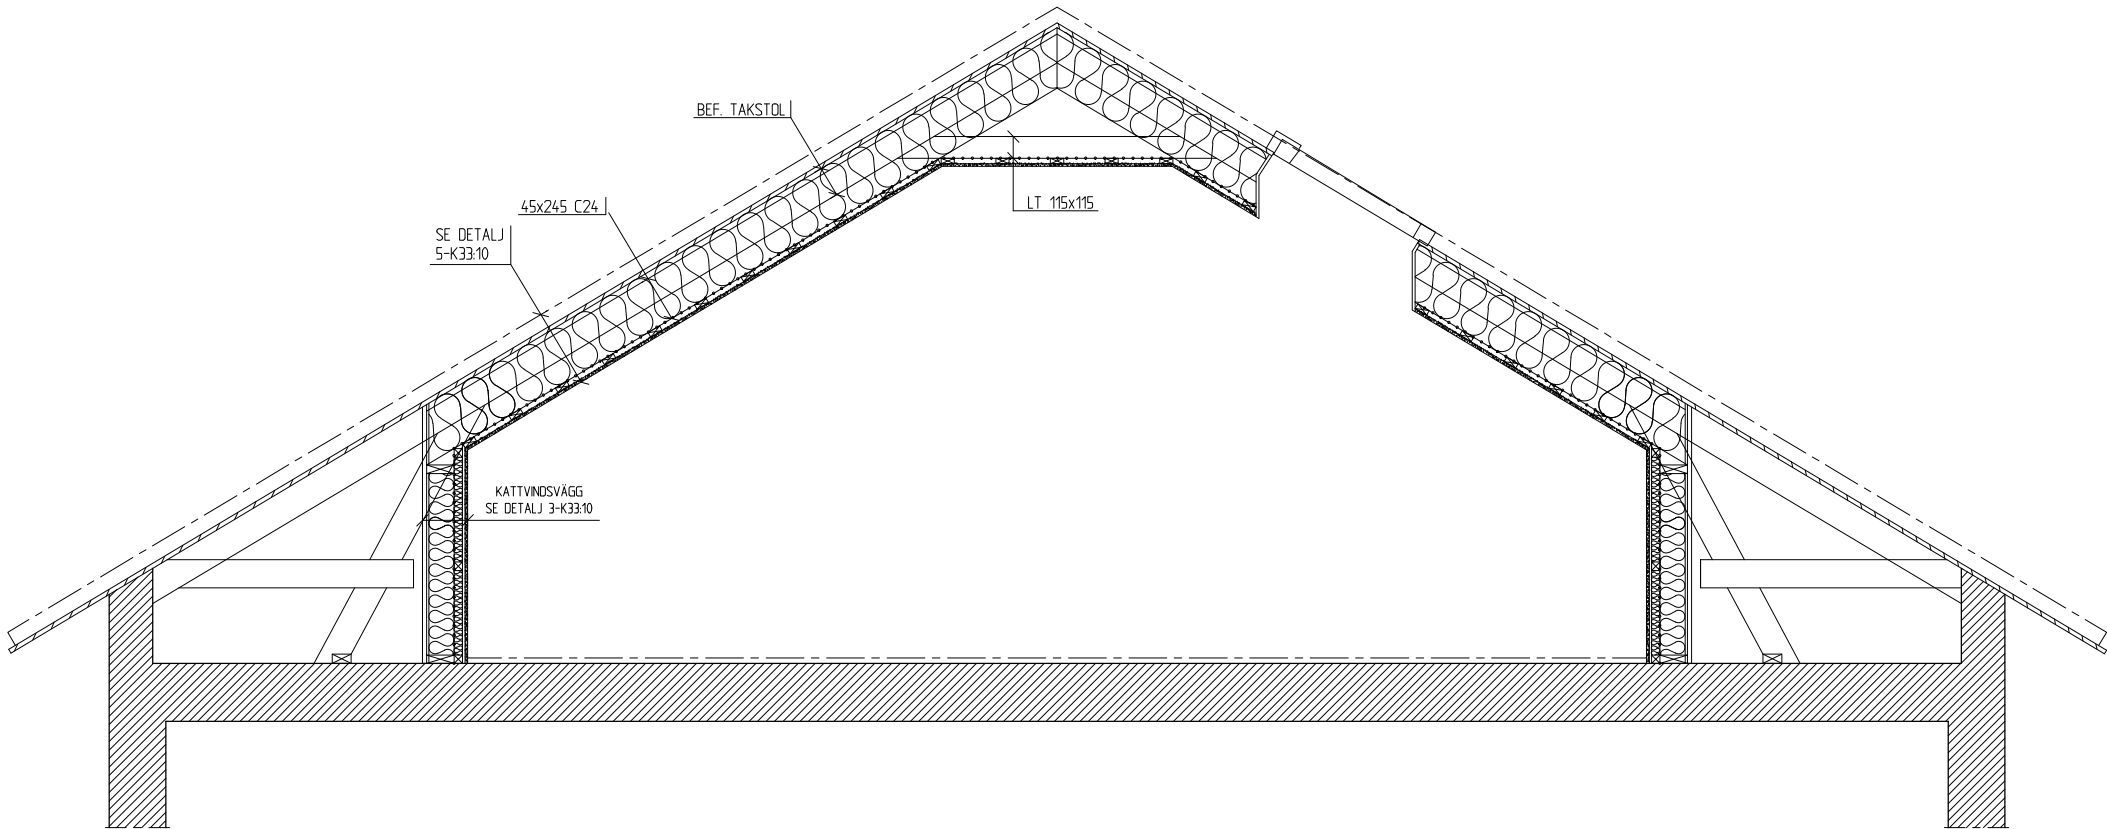 BEF. TAKSTOL
45x245 C24
SE DETALJ
5-K33:10
LT 115x115
KATTVINDSVÄGG
SE DETALJ 3-K33:10